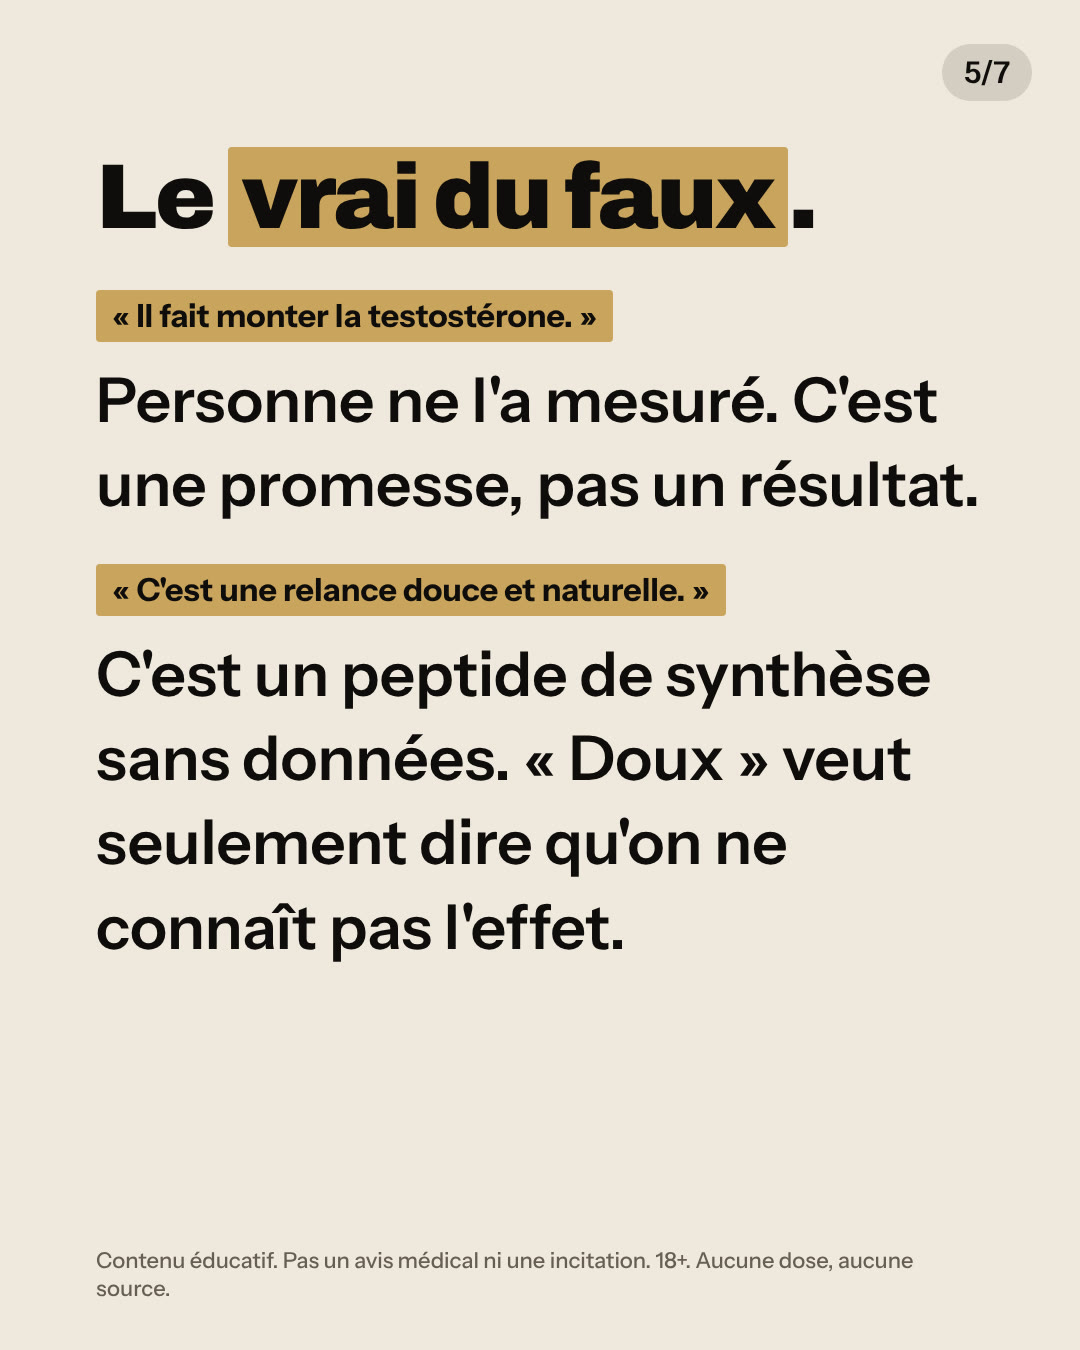 5/7
Le vrai du faux.
« Il fait monter la testostérone. »
Personne ne l'a mesuré. C'est
une promesse, pas un résultat.
« C'est une relance douce et naturelle. »
C'est un peptide de synthèse
sans données. « Doux » veut
seulement dire qu'on ne
connaît pas l'effet.
Contenu éducatif. Pas un avis médical ni une incitation. 18+. Aucune dose, aucune
source.